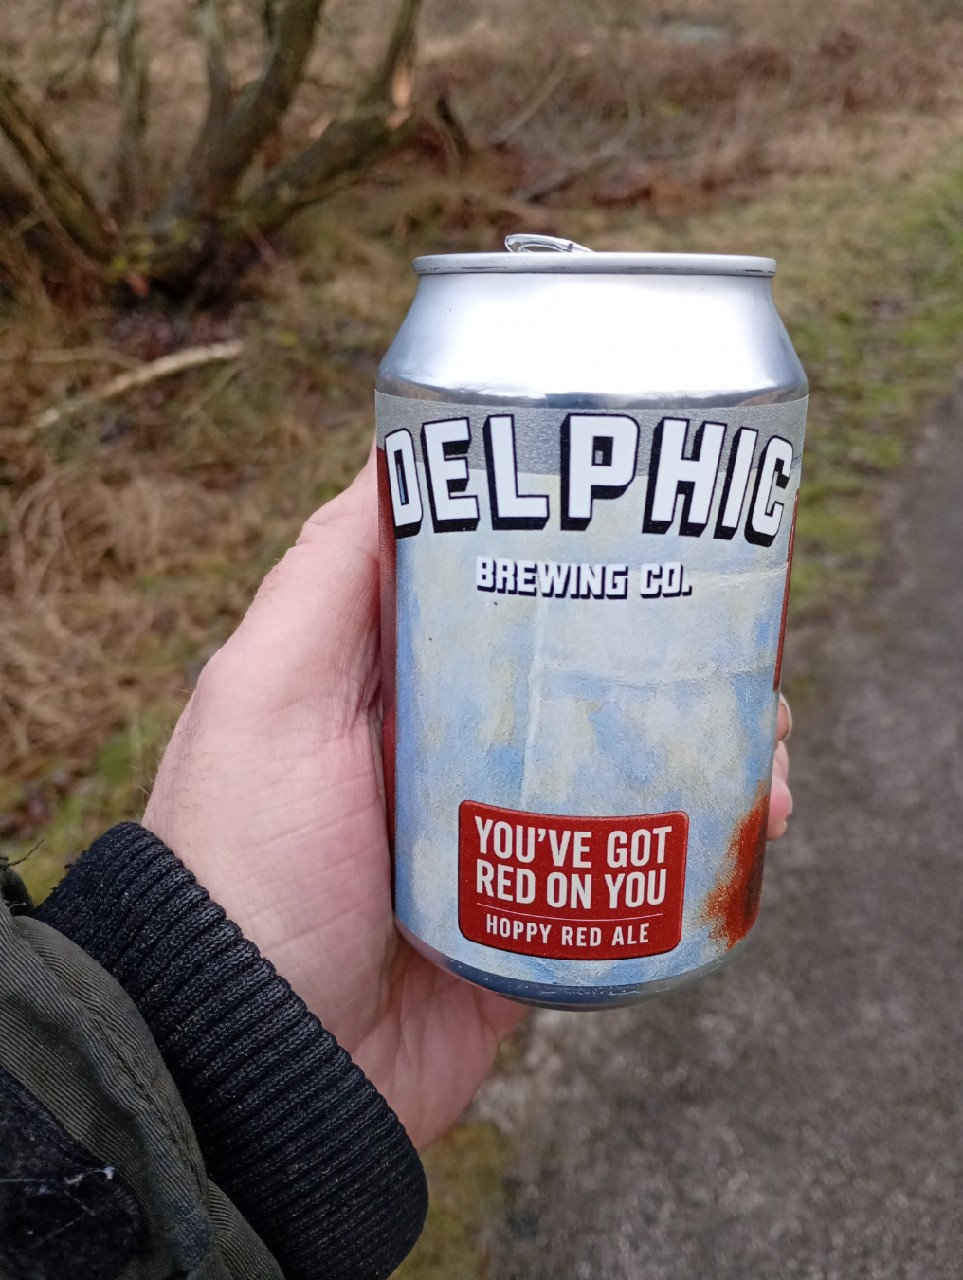 DELPHIC
BREWING CO.
YOU'VE GOT
RED ON YOU
HOPPY RED ALE